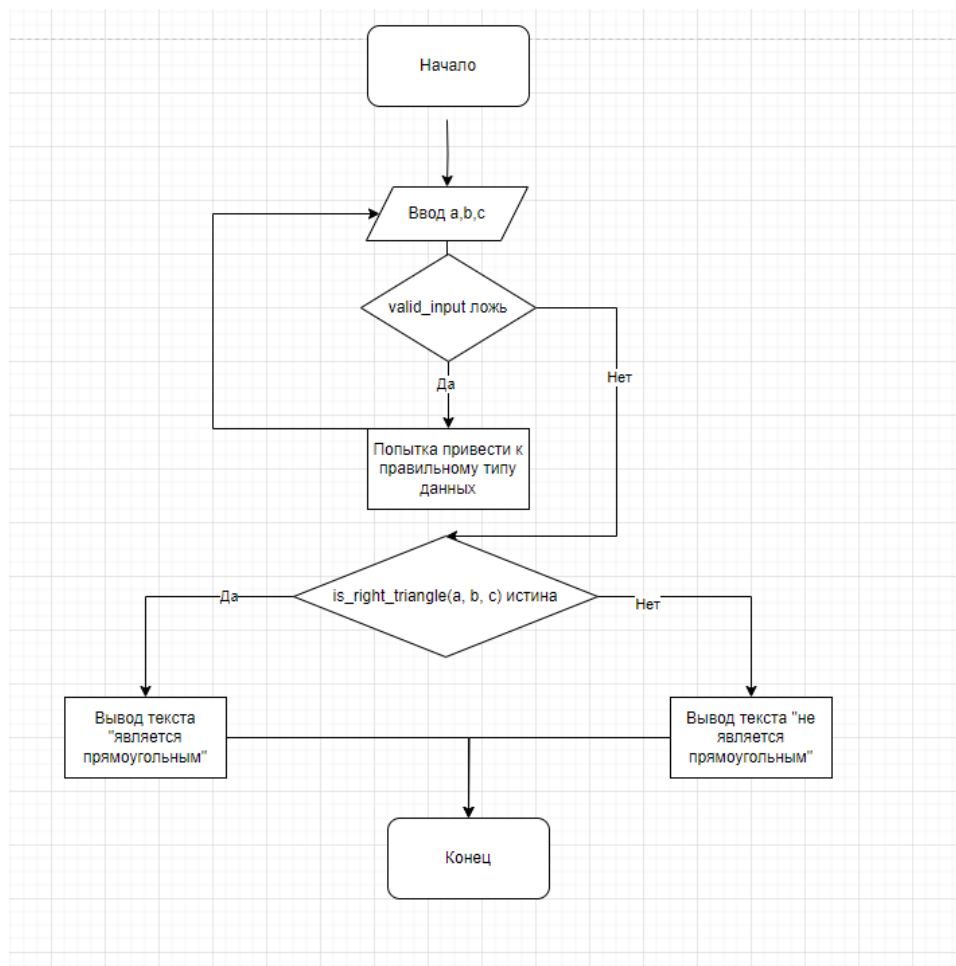 Начало
Ввод a,b,c
valid_input ложь
Нет
Да
Попытка привести к
правильному типу
данных
is_right_triangle(a, b, c) истина
Да
Нет
Вывод текста
"является
прямоугольным"
Вывод текста "не
является
прямоугольным"
Конец